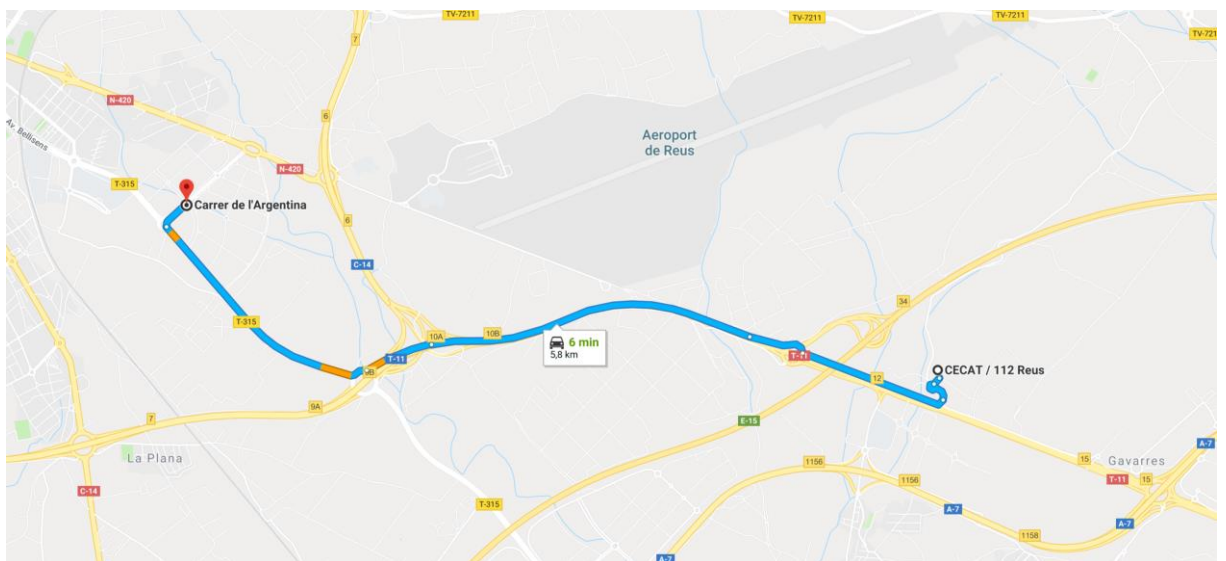 TV-7211
TV-7211
TV-7211
TV-721
7
N-420
6
Av. Bellisens
Aeroport
de Reus
N-420
T-315
Carrer de l'Argentina
6
C-14
34
T-315
10A
10B
6 min
5,8 km
T-11
T-11
CECAT / 112 Reus
12
9A
7
E-15
A-7
La Plana
1156
Gavarres
15
1156
15
T-11
C-14
T-315
A-7
A-7
1158
A-7